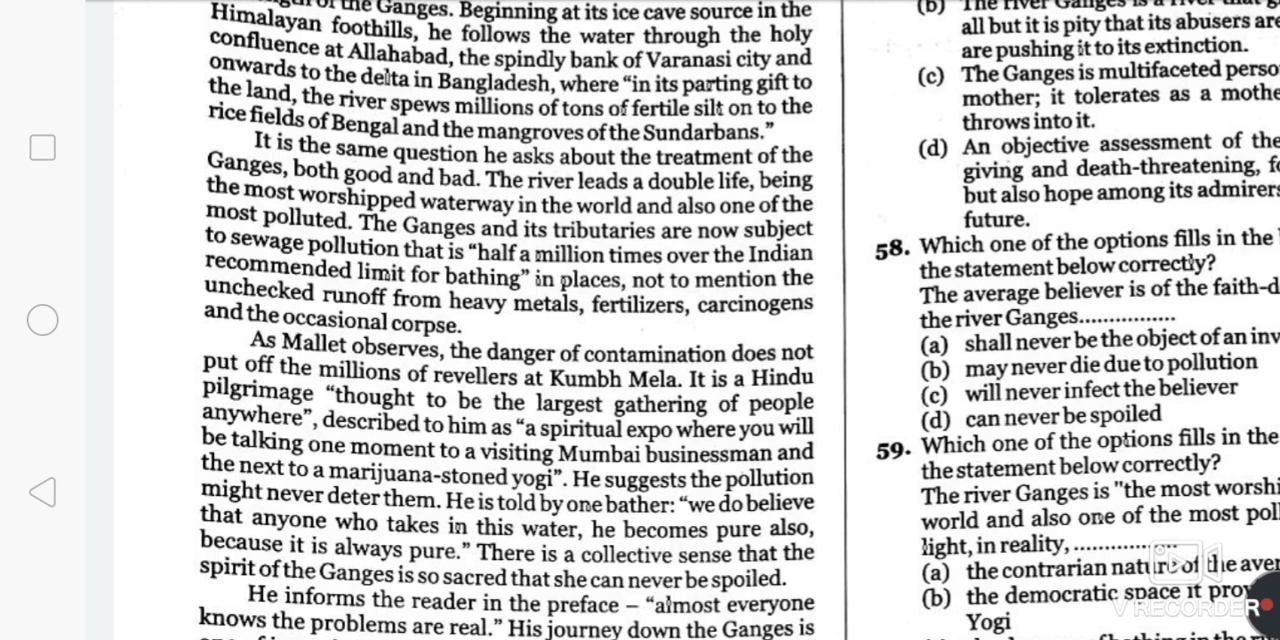 of the Ganges. Beginning at its ice cave source in the
Himalayan foothills, he follows the water through the holy
confluence at Allahabad, the spindly bank of Varanasi city and
onwards to the delta in Bangladesh, where “in its parting gift to
the land, the river spews millions of tons of fertile silt on to the
rice fields of Bengal and the mangroves of the Sundarbans.”
It is the same question he asks about the treatment of the
Ganges, both good and bad. The river leads a double life, being
the most worshipped waterway in the world and also one of the
most polluted. The Ganges and its tributaries are now subject
to sewage pollution that is “half a million times over the Indian
recommended limit for bathing” in places, not to mention the
unchecked runoff from heavy metals, fertilizers, carcinogens
and the occasional corpse.
As Mallet observes, the danger of contamination does not
put off the millions of revellers at Kumbh Mela. It is a Hindu
pilgrimage “thought to be the largest gathering of people
anywhere”, described to him as “a spiritual expo where you will
be talking one moment to a visiting Mumbai businessman and
the next to a marijuana-stoned yogi”. He suggests the pollution
might never deter them. He is told by one bather: “we do believe
that anyone who takes in this water, he becomes pure also,
because it is always pure.” There is a collective sense that the
spirit of the Ganges is so sacred that she can never be spoiled.
He informs the reader in the preface – “almost everyone
knows the problems are real.” His journey down the Ganges is
(b) The River Ganges is a river that
all but it is pity that its abusers are
are pushing it to its extinction.
(c) The Ganges is multifaceted perso
mother; it tolerates as a mothe
throws into it.
(d) An objective assessment of the
giving and death-threatening, f
but also hope among its admirers
future.
58. Which one of the options fills in the
the statement below correctly?
The average believer is of the faith-d
the river Ganges................
(a) shall never be the object of an inv
(b) may never die due to pollution
(c) will never infect the believer
(d) can never be spoiled
59. Which one of the options fills in the
the statement below correctly?
The river Ganges is "the most worshi
world and also one of the most poll
light, in reality, ................
(a) the contrarian nature of the aver
(b) the democratic space it prov
Yogi
V RECORDER